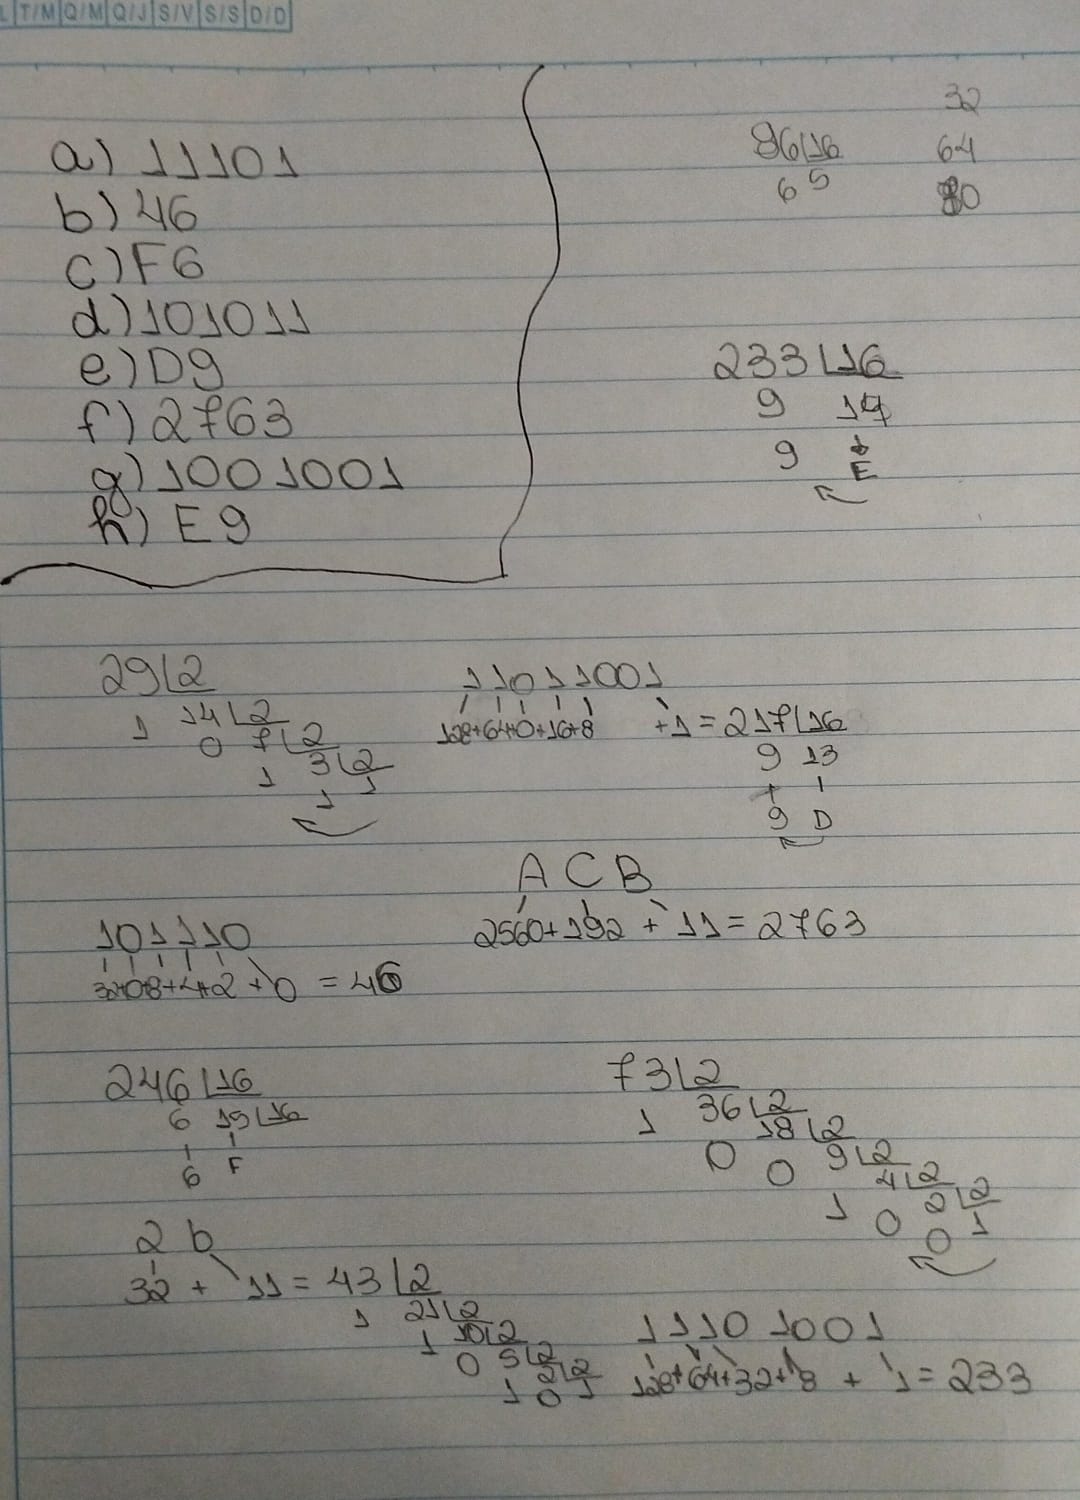 T/M Q/M Q/J S/V S/S D/D
a) 11101
b) 46
c) F6
d) 101011
e) D9
f) 2763
g) 1001001
h) E9
32
96 16 64
6 5 80
233 16
9 14
9 E
29 2
1 14 2
0 7 2
1 3 2
1 1
11011001
128+64+0+16+8 +1 = 217 16
9 13
9 D
A C B
2560+192 + 11 = 2763
101110
32+0+8+4+2 + 0 = 46
246 16
6 15 16
6 F
73 2
1 36 2
0 18 2
0 9 2
1 4 2
0 2 2
0 1
2 b
32 + 11 = 43 2
1 21 2
1 10 2
0 5 2
1 2 2
0 1
1110 1001
128+64+32+8 + 1 = 233